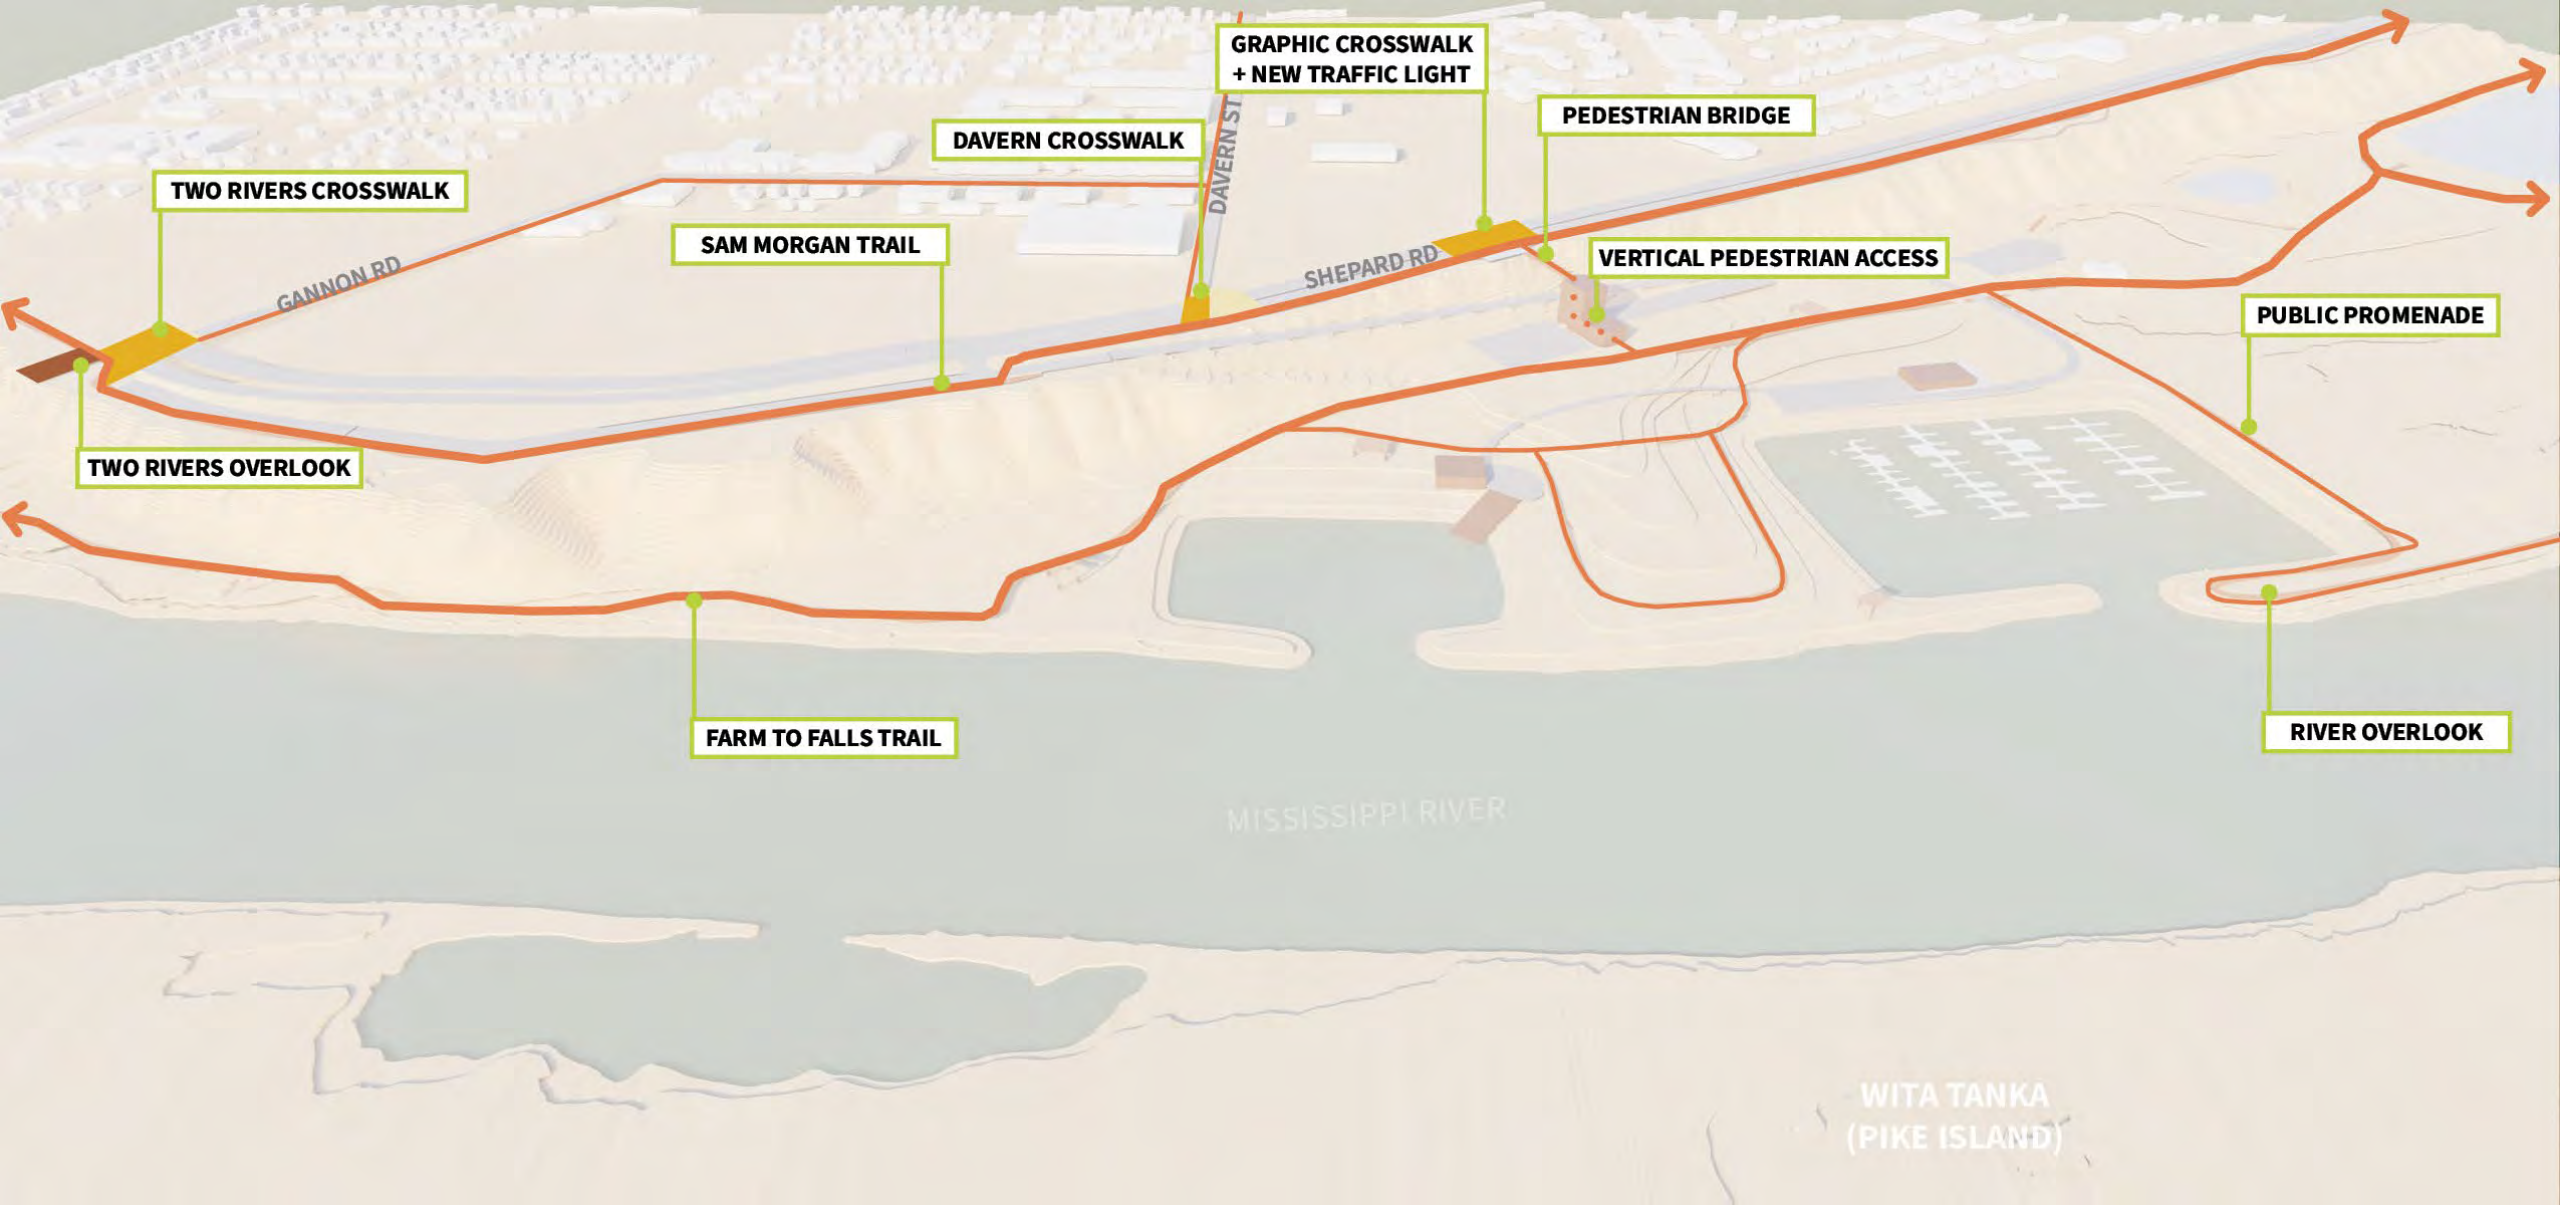 GRAPHIC CROSSWALK
+ NEW TRAFFIC LIGHT
PEDESTRIAN BRIDGE
DAVERN CROSSWALK
DAVERN ST
TWO RIVERS CROSSWALK
SAM MORGAN TRAIL
SHEPARD RD
VERTICAL PEDESTRIAN ACCESS
GANNON RD
PUBLIC PROMENADE
TWO RIVERS OVERLOOK
FARM TO FALLS TRAIL
RIVER OVERLOOK
MISSISSIPPI RIVER
WITA TANKA
(PIKE ISLAND)